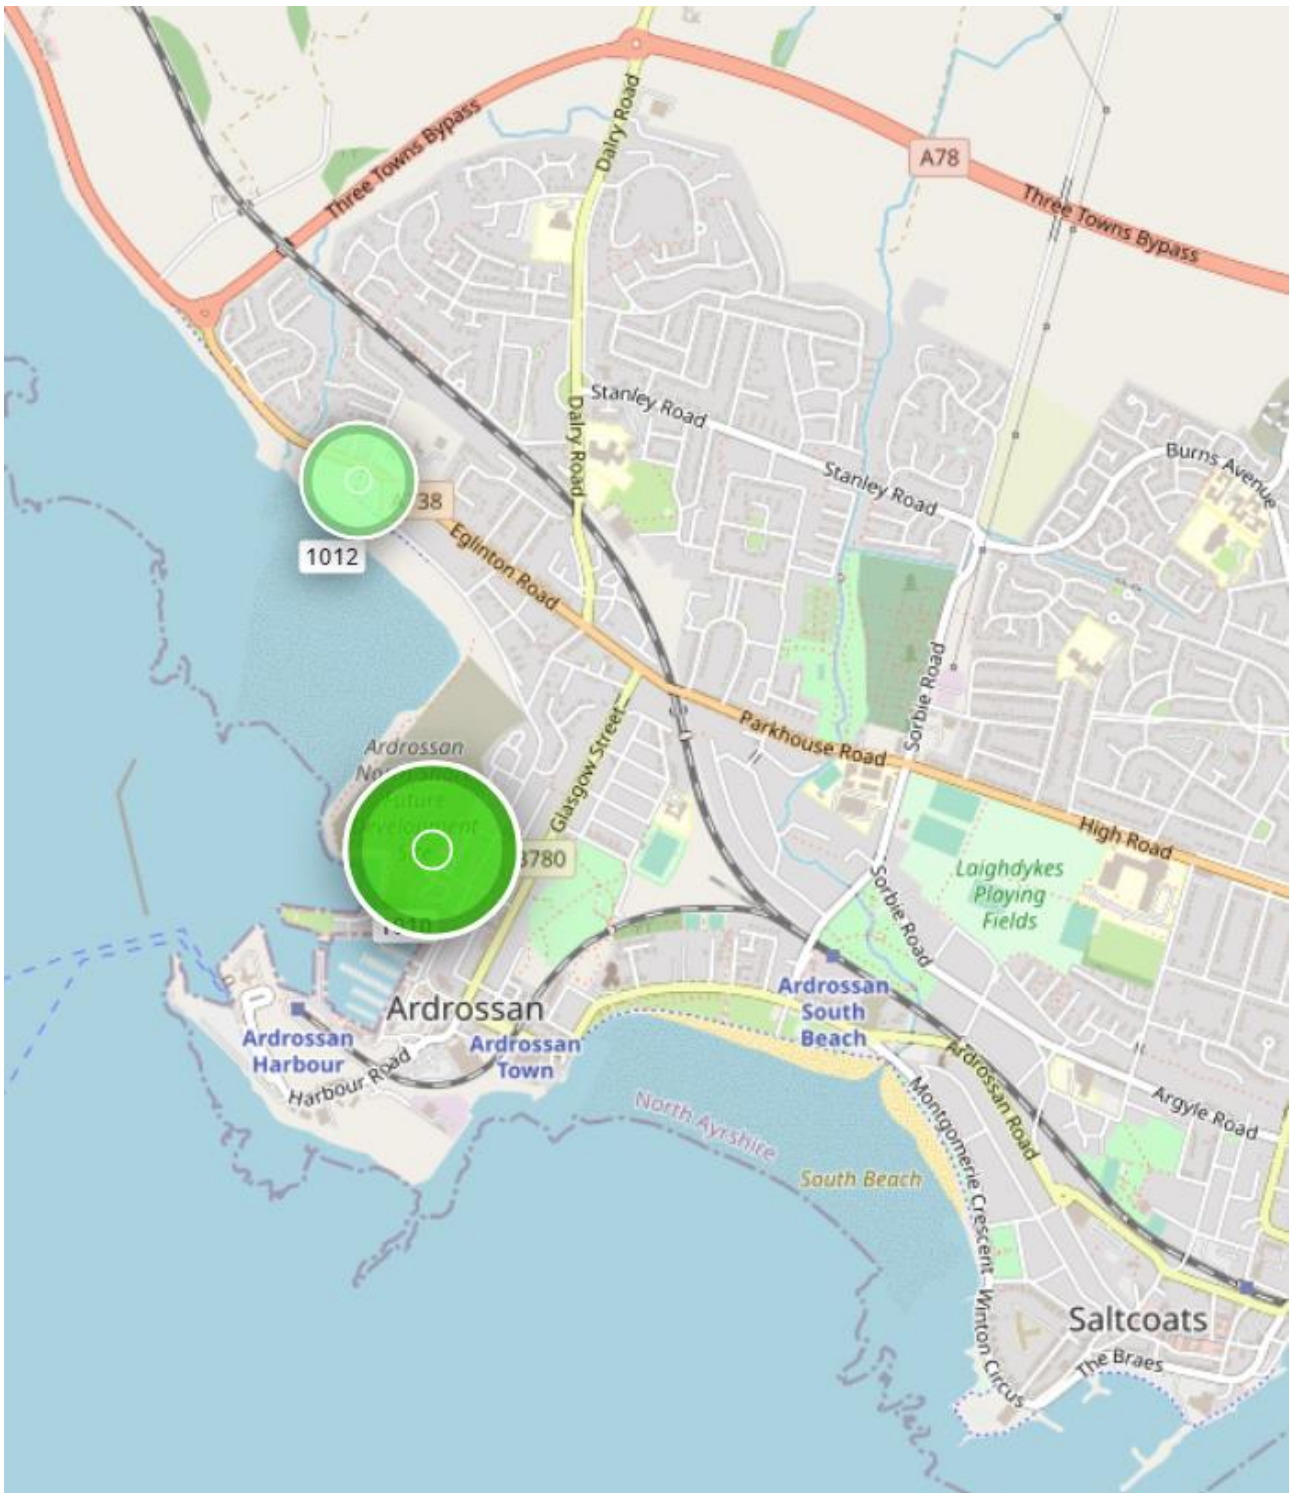 Three Towns Bypass
Dalry Road
A78
Three Towns Bypass
Stanley Road
Dalry Road
Stanley Road
Burns Avenue
38
1012
Eglinton Road
Sorbie Road
Parkhouse Road
Ardrossan
Future
Glasgow Street
High Road
3780
Laighdykes
Playing
Fields
Sorbie Road
Ardrossan
Ardrossan
South
Beach
Ardrossan
Harbour
Ardrossan
Town
Harbour Road
Ardrossan Road
North Ayrshire
Montgomerie Crescent
Argyle Road
South Beach
Winton Circus
Saltcoats
The Braes